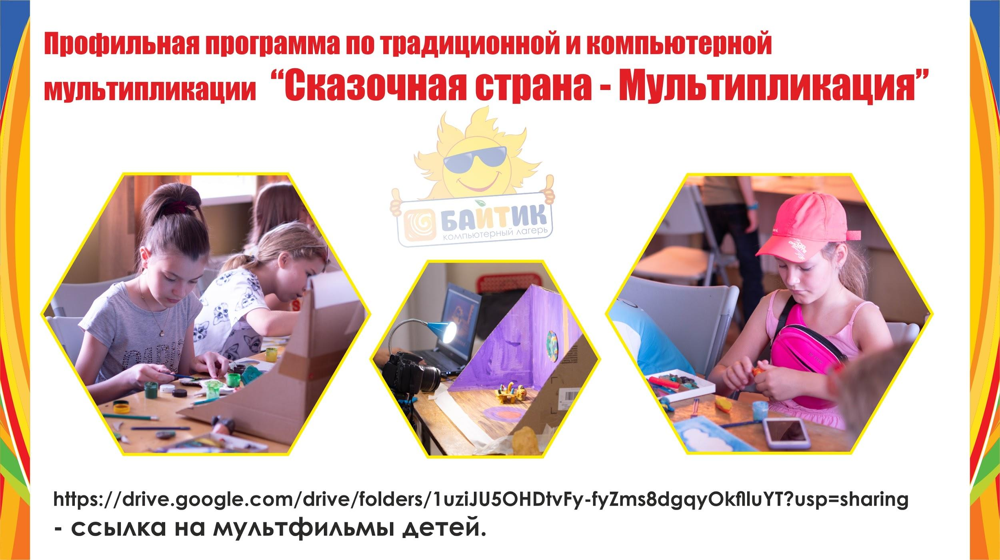 Профильная программа по традиционной и компьютерной
мультипликации “Сказочная страна - Мультипликация”
БАЙТИК
компьютерный лагерь
PARIS
https://drive.google.com/drive/folders/1uziJU5OHDtvFy-fyZms8dgqyOkflluYT?usp=sharing
- ссылка на мультфильмы детей.